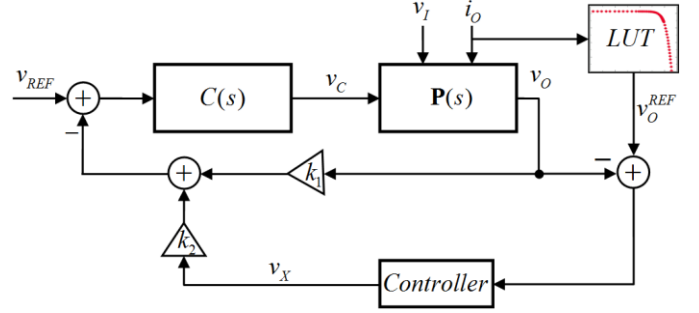 v_I
i_O
LUT
v_REF
+
C(s)
v_C
P(s)
v_O
v_O^REF
−
+
k_1
−
+
k_2
v_X
Controller